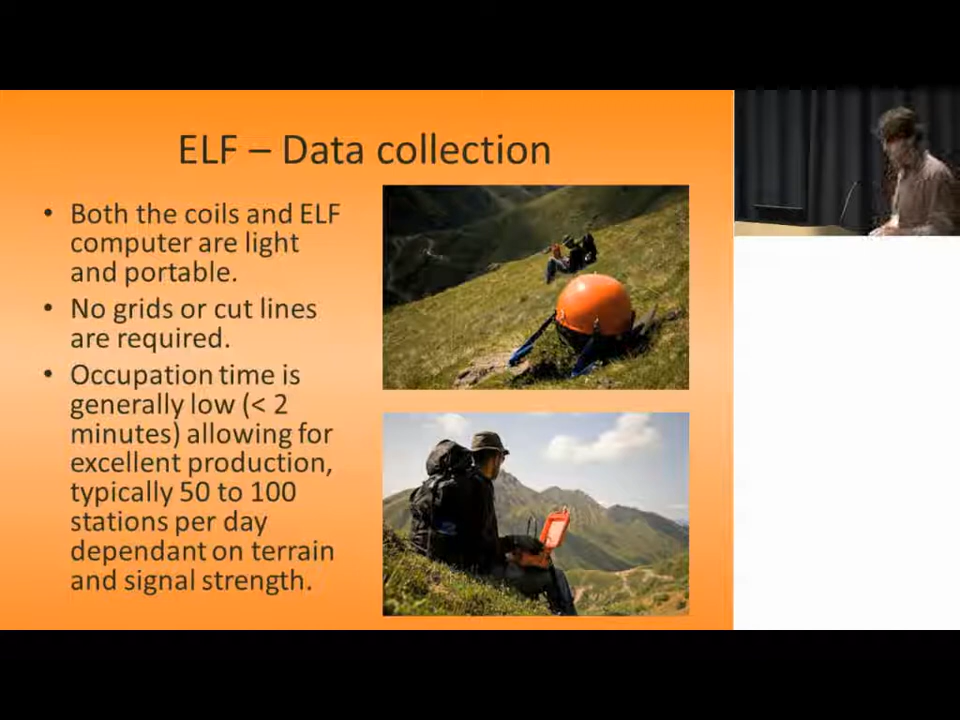 ELF – Data collection
• Both the coils and ELF
computer are light
and portable.
• No grids or cut lines
are required.
• Occupation time is
generally low (< 2
minutes) allowing for
excellent production,
typically 50 to 100
stations per day
dependant on terrain
and signal strength.